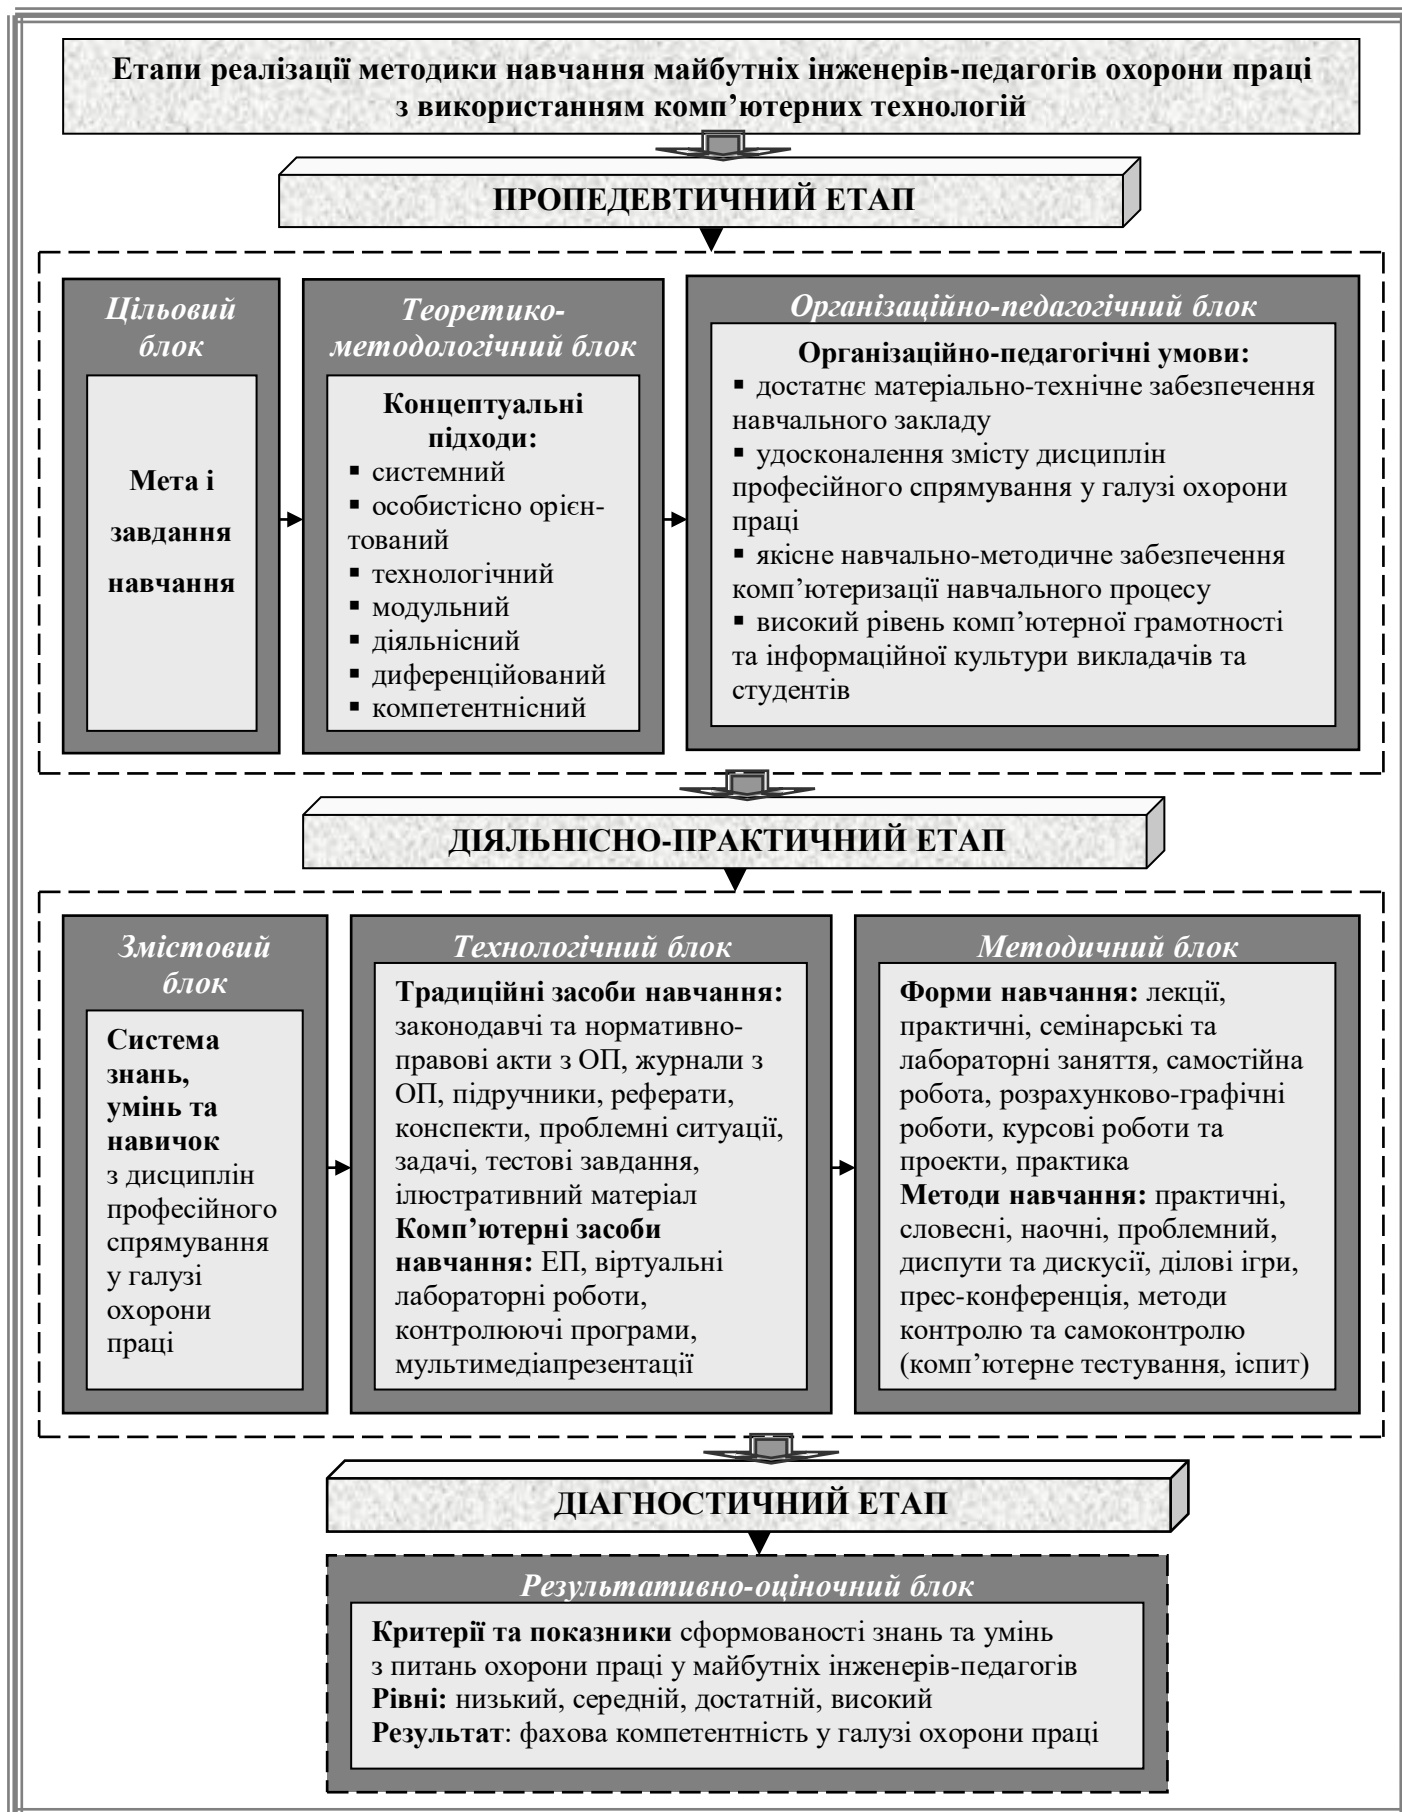 Етапи реалізації методики навчання майбутніх інженерів-педагогів охорони праці
з використанням комп’ютерних технологій
ПРОПЕДЕВТИЧНИЙ ЕТАП
Цільовий
блок
Мета і
завдання
навчання
Теоретико-
методологічний блок
Концептуальні
підходи:
▪ системний
▪ особистісно орієн-
тований
▪ технологічний
▪ модульний
▪ діяльнісний
▪ диференційований
▪ компетентнісний
Організаційно-педагогічний блок
Організаційно-педагогічні умови:
▪ достатнє матеріально-технічне забезпечення
навчального закладу
▪ удосконалення змісту дисциплін
професійного спрямування у галузі охорони
праці
▪ якісне навчально-методичне забезпечення
комп’ютеризації навчального процесу
▪ високий рівень комп’ютерної грамотності
та інформаційної культури викладачів та
студентів
ДІЯЛЬНІСНО-ПРАКТИЧНИЙ ЕТАП
Змістовий
блок
Система
знань,
умінь та
навичок
з дисциплін
професійного
спрямування
у галузі
охорони
праці
Технологічний блок
Традиційні засоби навчання:
законодавчі та нормативно-
правові акти з ОП, журнали з
ОП, підручники, реферати,
конспекти, проблемні ситуації,
задачі, тестові завдання,
ілюстративний матеріал
Комп’ютерні засоби
навчання: ЕП, віртуальні
лабораторні роботи,
контролюючі програми,
мультимедіапрезентації
Методичний блок
Форми навчання: лекції,
практичні, семінарські та
лабораторні заняття, самостійна
робота, розрахунково-графічні
роботи, курсові роботи та
проекти, практика
Методи навчання: практичні,
словесні, наочні, проблемний,
диспути та дискусії, ділові ігри,
прес-конференція, методи
контролю та самоконтролю
(комп’ютерне тестування, іспит)
ДІАГНОСТИЧНИЙ ЕТАП
Результативно-оціночний блок
Критерії та показники сформованості знань та умінь
з питань охорони праці у майбутніх інженерів-педагогів
Рівні: низький, середній, достатній, високий
Результат: фахова компетентність у галузі охорони праці